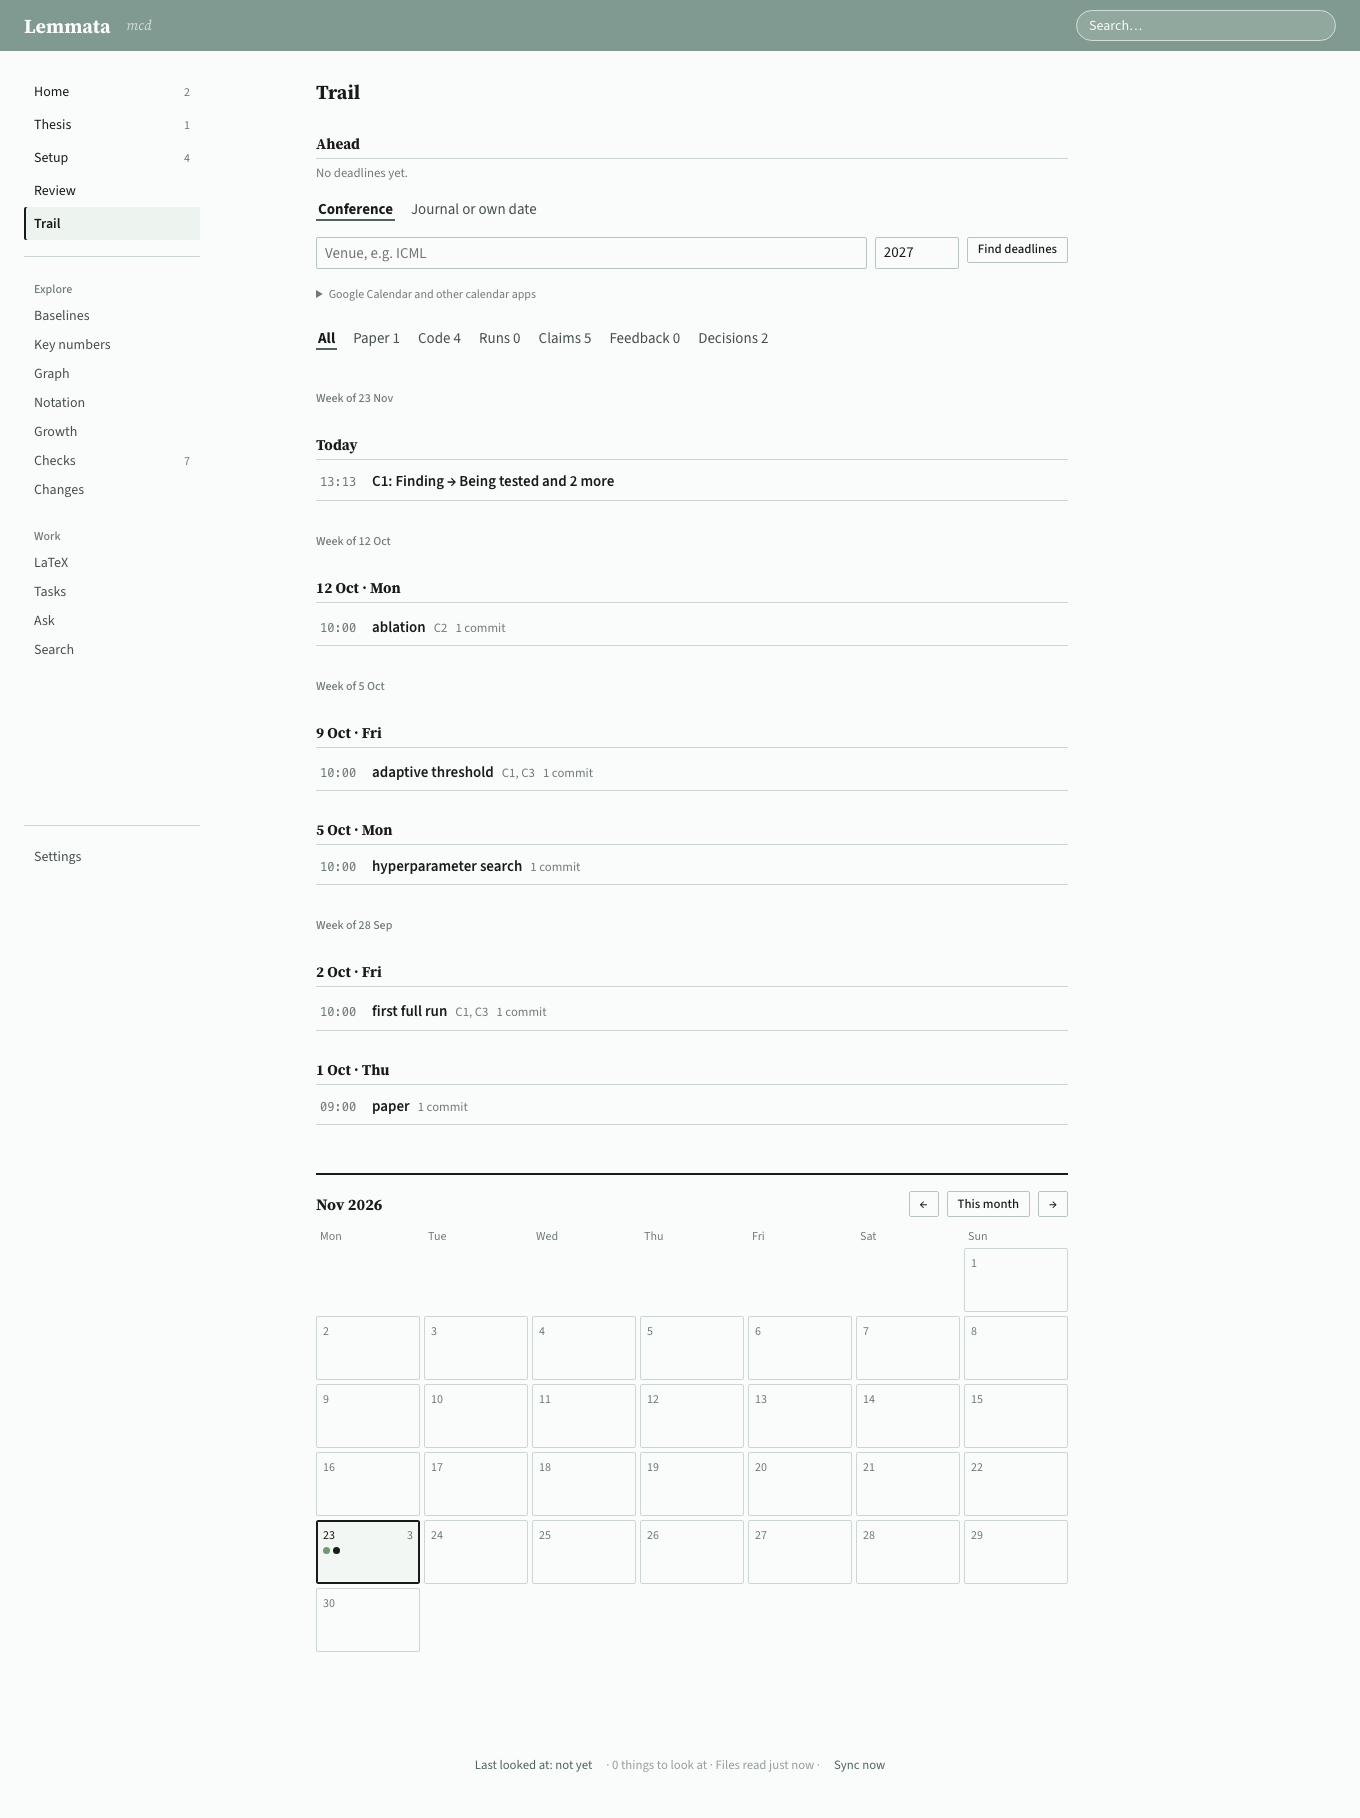 Lemmata mcd Search…
Home 2
Thesis 1
Setup 4
Review
Trail
Explore
Baselines
Key numbers
Graph
Notation
Growth
Checks 7
Changes
Work
LaTeX
Tasks
Ask
Search
Settings
Trail
Ahead
No deadlines yet.
Conference Journal or own date
Venue, e.g. ICML 2027 Find deadlines
▶ Google Calendar and other calendar apps
All Paper 1 Code 4 Runs 0 Claims 5 Feedback 0 Decisions 2
Week of 23 Nov
Today
13:13 C1: Finding → Being tested and 2 more
Week of 12 Oct
12 Oct · Mon
10:00 ablation C2 1 commit
Week of 5 Oct
9 Oct · Fri
10:00 adaptive threshold C1, C3 1 commit
5 Oct · Mon
10:00 hyperparameter search 1 commit
Week of 28 Sep
2 Oct · Fri
10:00 first full run C1, C3 1 commit
1 Oct · Thu
09:00 paper 1 commit
Nov 2026 ← This month →
Mon Tue Wed Thu Fri Sat Sun
1
2 3 4 5 6 7 8
9 10 11 12 13 14 15
16 17 18 19 20 21 22
23 3 24 25 26 27 28 29
30
Last looked at: not yet · 0 things to look at · Files read just now · Sync now